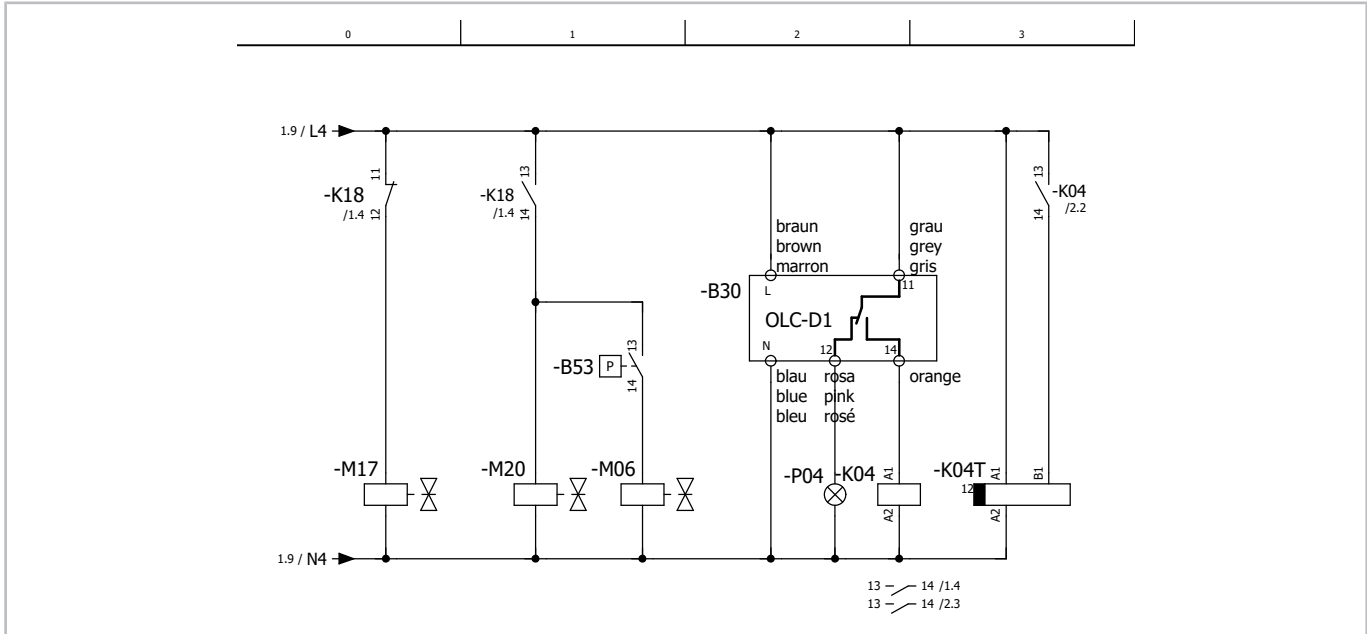 0 1 2 3
1.9 / L4
11
-K18
/1.4
12
13
-K18
/1.4
14
13
-K04
/2.2
14
braun
brown
marron
grau
grey
gris
-B30
L
11
OLC-D1
N
12
14
13
-B53
P
14
blau rosa orange
blue pink
bleu rosé
-M17
-M20
-M06
-P04
-K04
A1
A2
-K04T
12
A1
A2
B1
1.9 / N4
13 14 /1.4
13 14 /2.3